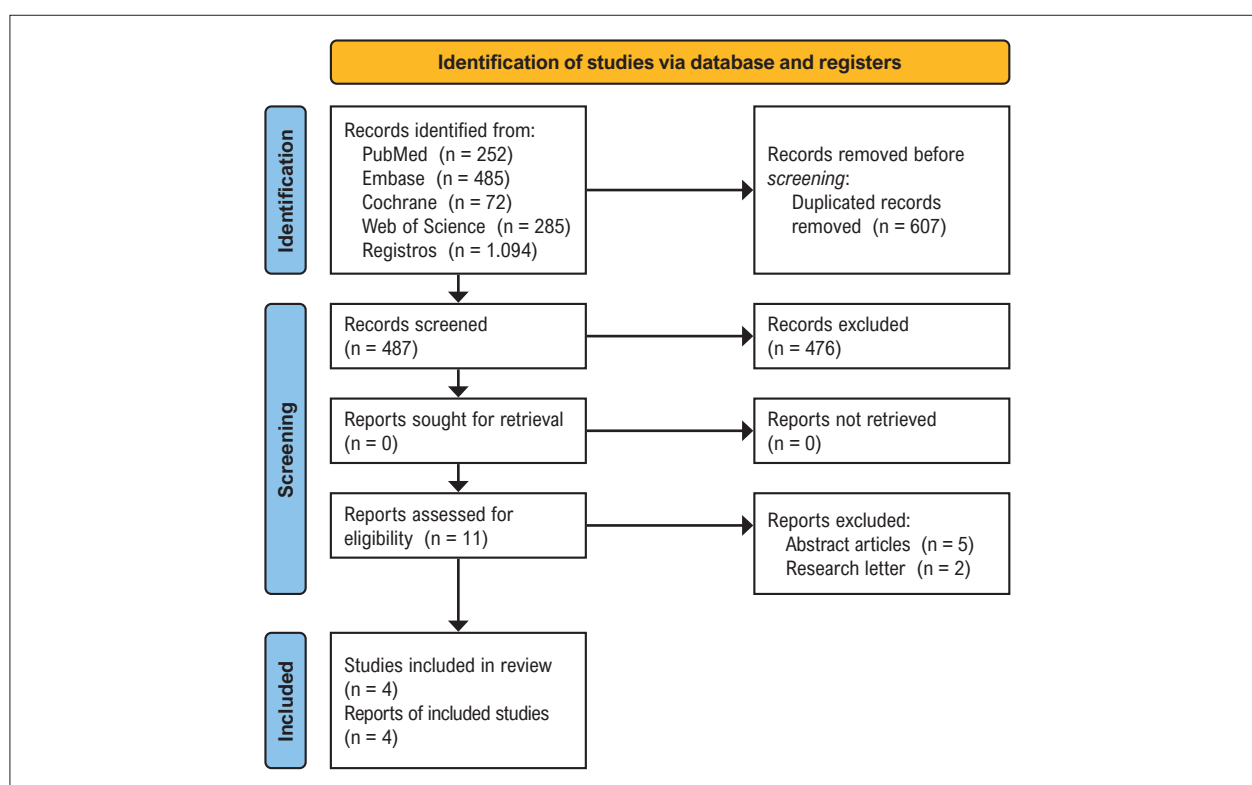 Identification of studies via database and registers
Identification
Records identified from:
PubMed (n = 252)
Embase (n = 485)
Cochrane (n = 72)
Web of Science (n = 285)
Registros (n = 1.094)
Records removed before
screening:
Duplicated records
removed (n = 607)
Screening
Records screened
(n = 487)
Records excluded
(n = 476)
Reports sought for retrieval
(n = 0)
Reports not retrieved
(n = 0)
Reports assessed for
eligibility (n = 11)
Reports excluded:
Abstract articles (n = 5)
Research letter (n = 2)
Included
Studies included in review
(n = 4)
Reports of included studies
(n = 4)